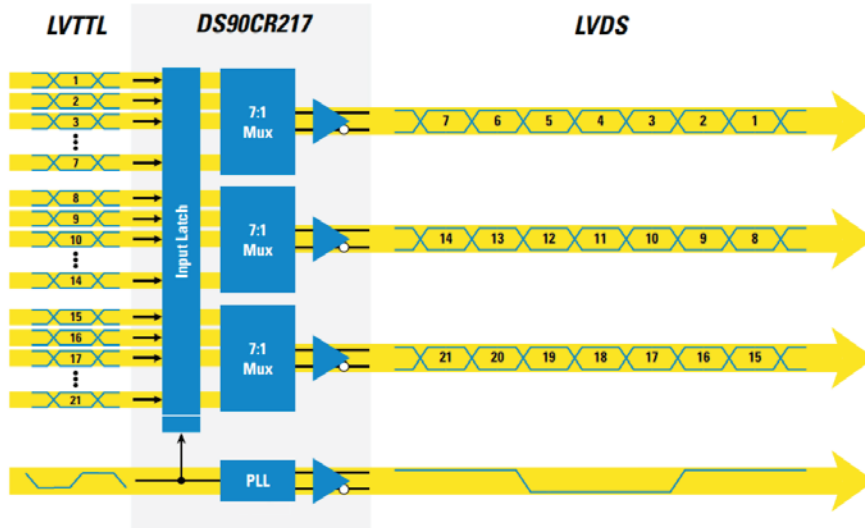 LVTTL DS90CR217 LVDS
1
2
3
7
7:1
Mux
7 6 5 4 3 2 1
8
9
10
14
Input Latch
7:1
Mux
14 13 12 11 10 9 8
15
16
17
21
7:1
Mux
21 20 19 18 17 16 15
PLL